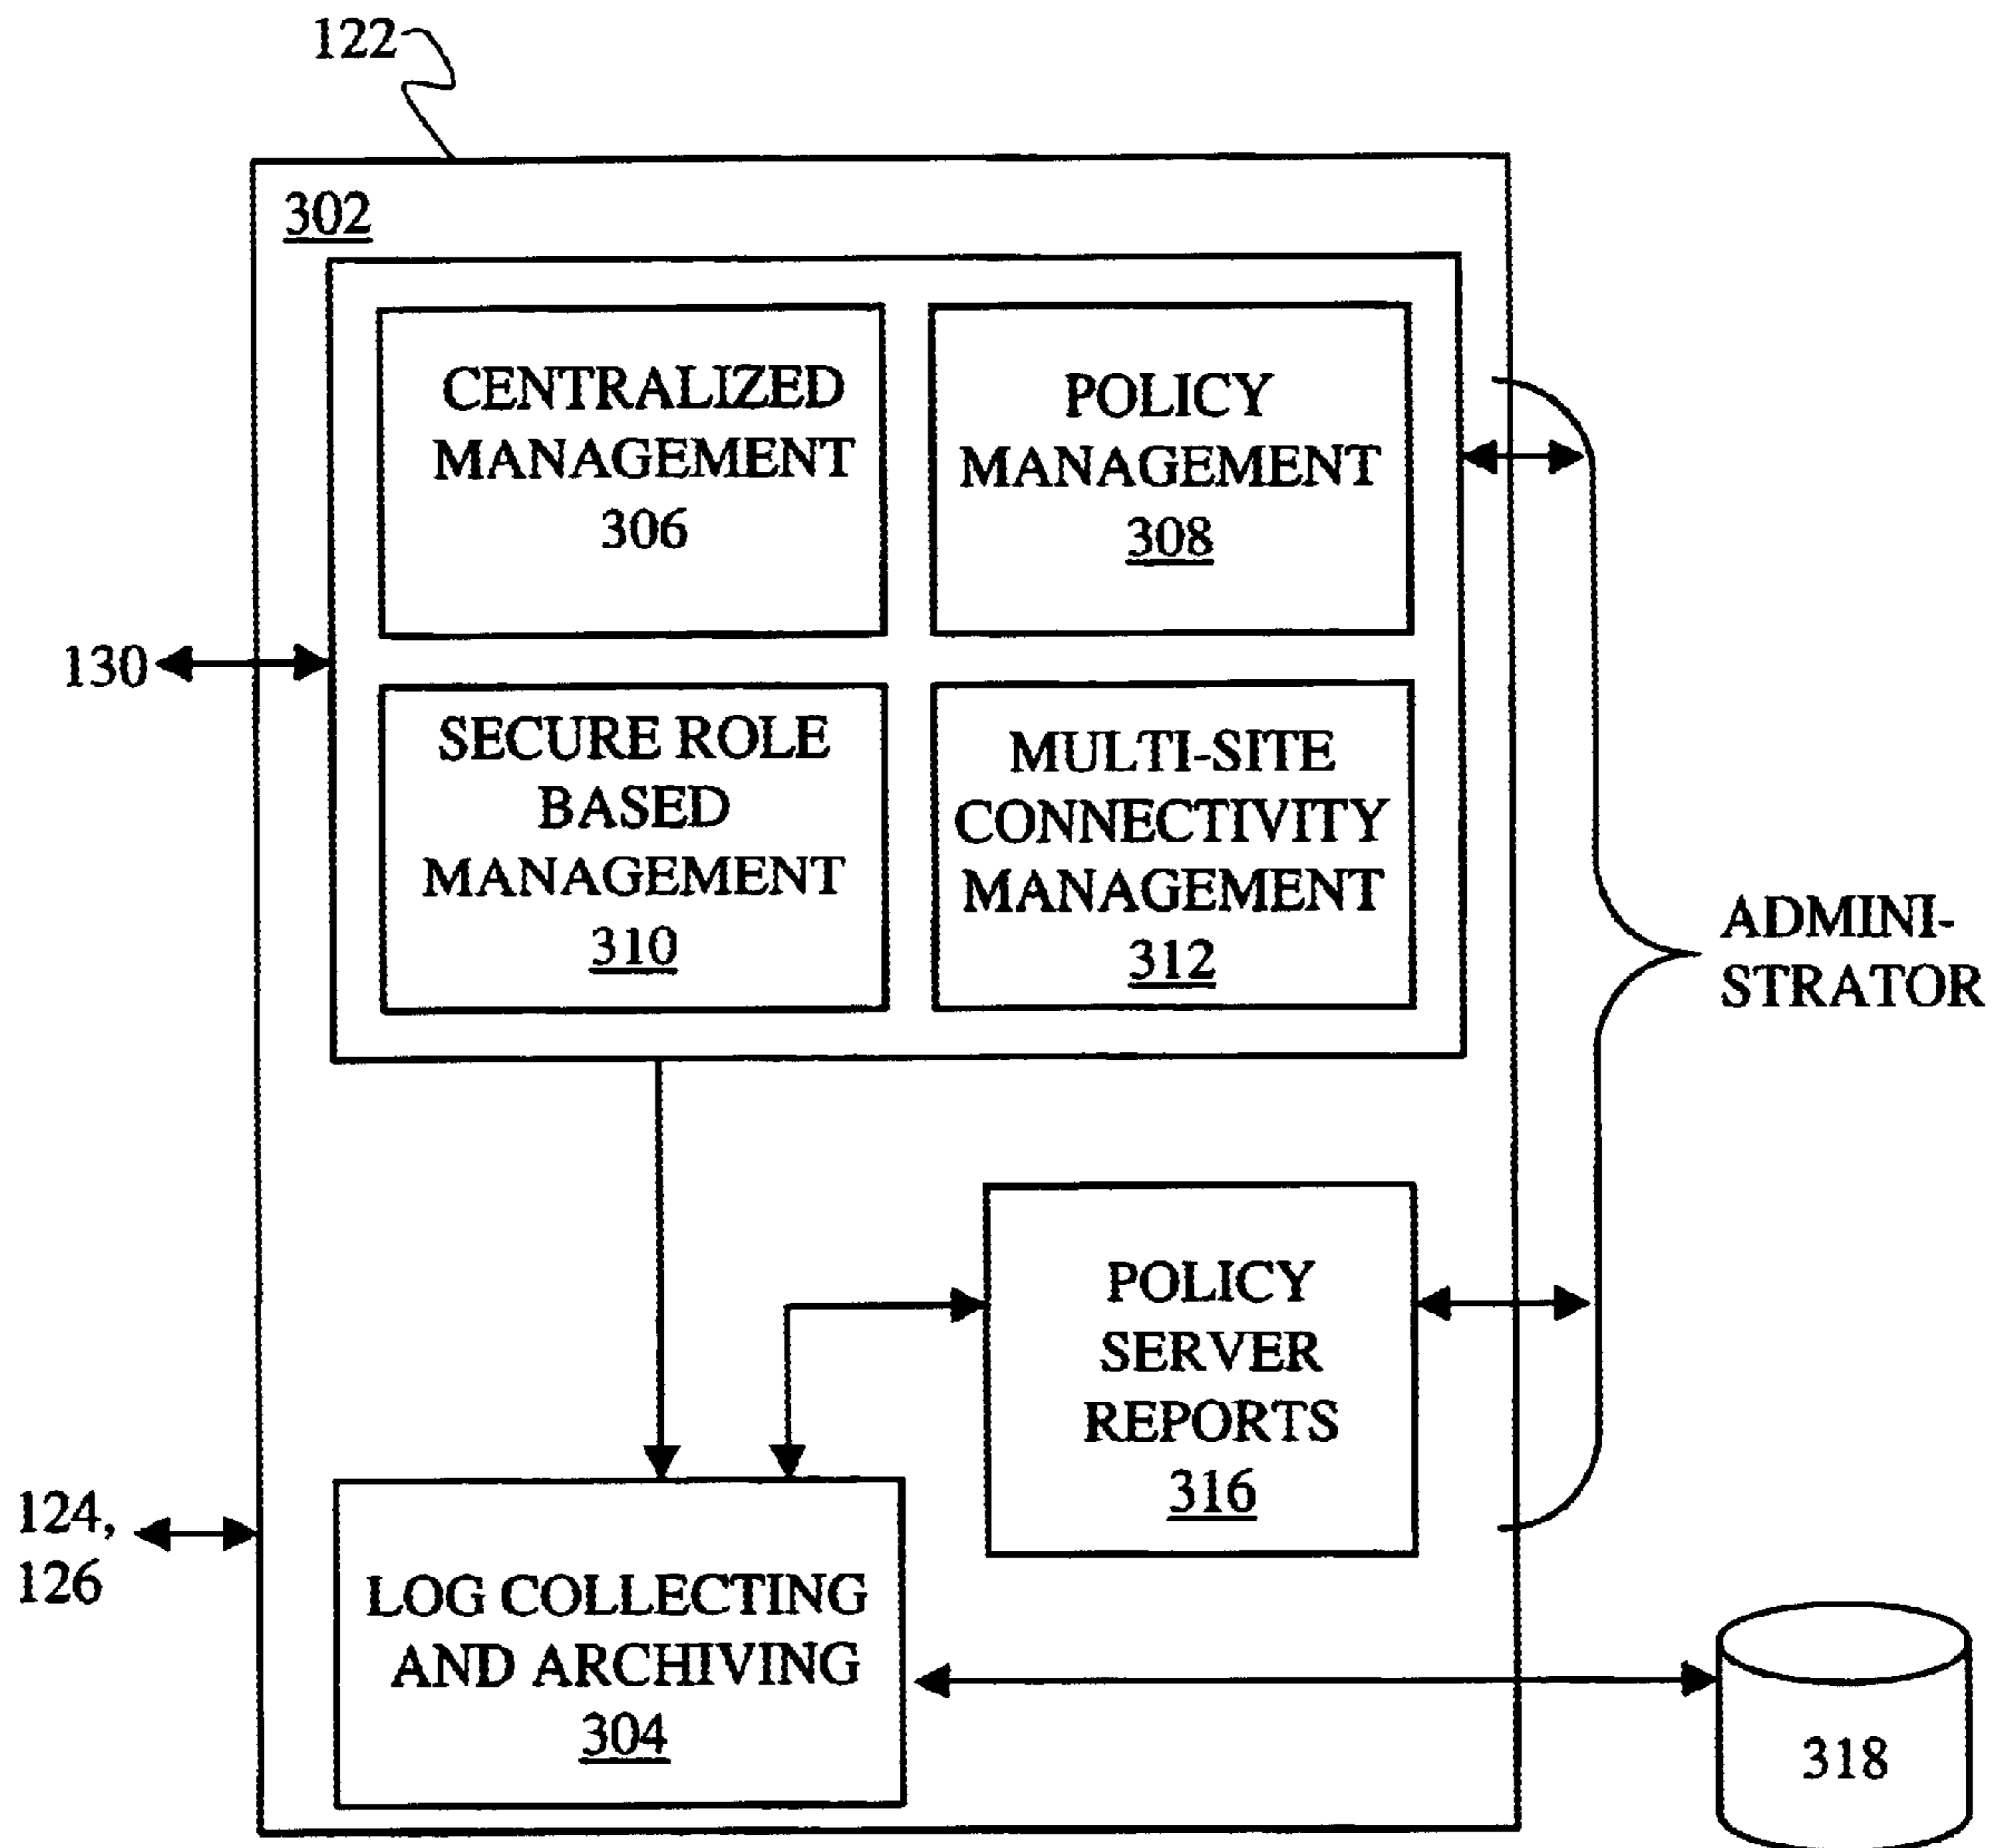 122
302
CENTRALIZED
MANAGEMENT
306
POLICY
MANAGEMENT
308
130
SECURE ROLE
BASED
MANAGEMENT
310
MULTI-SITE
CONNECTIVITY
MANAGEMENT
312
ADMINI-
STRATOR
POLICY
SERVER
REPORTS
316
124,
126
LOG COLLECTING
AND ARCHIVING
304
318